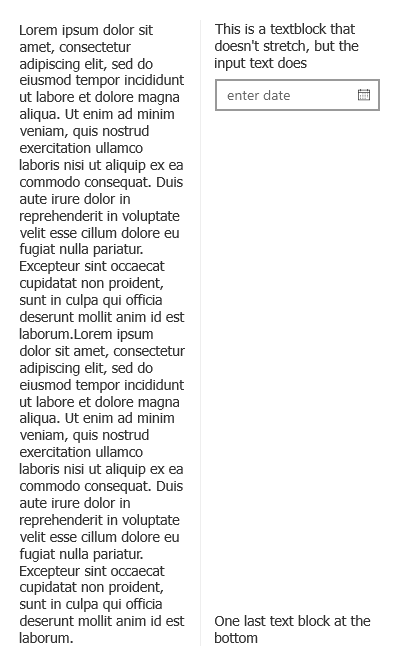 Lorem ipsum dolor sit
amet, consectetur
adipiscing elit, sed do
eiusmod tempor incididunt
ut labore et dolore magna
aliqua. Ut enim ad minim
veniam, quis nostrud
exercitation ullamco
laboris nisi ut aliquip ex ea
commodo consequat. Duis
aute irure dolor in
reprehenderit in voluptate
velit esse cillum dolore eu
fugiat nulla pariatur.
Excepteur sint occaecat
cupidatat non proident,
sunt in culpa qui officia
deserunt mollit anim id est
laborum.Lorem ipsum
dolor sit amet, consectetur
adipiscing elit, sed do
eiusmod tempor incididunt
ut labore et dolore magna
aliqua. Ut enim ad minim
veniam, quis nostrud
exercitation ullamco
laboris nisi ut aliquip ex ea
commodo consequat. Duis
aute irure dolor in
reprehenderit in voluptate
velit esse cillum dolore eu
fugiat nulla pariatur.
Excepteur sint occaecat
cupidatat non proident,
sunt in culpa qui officia
deserunt mollit anim id est
laborum.
This is a textblock that
doesn't stretch, but the
input text does
enter date
One last text block at the
bottom